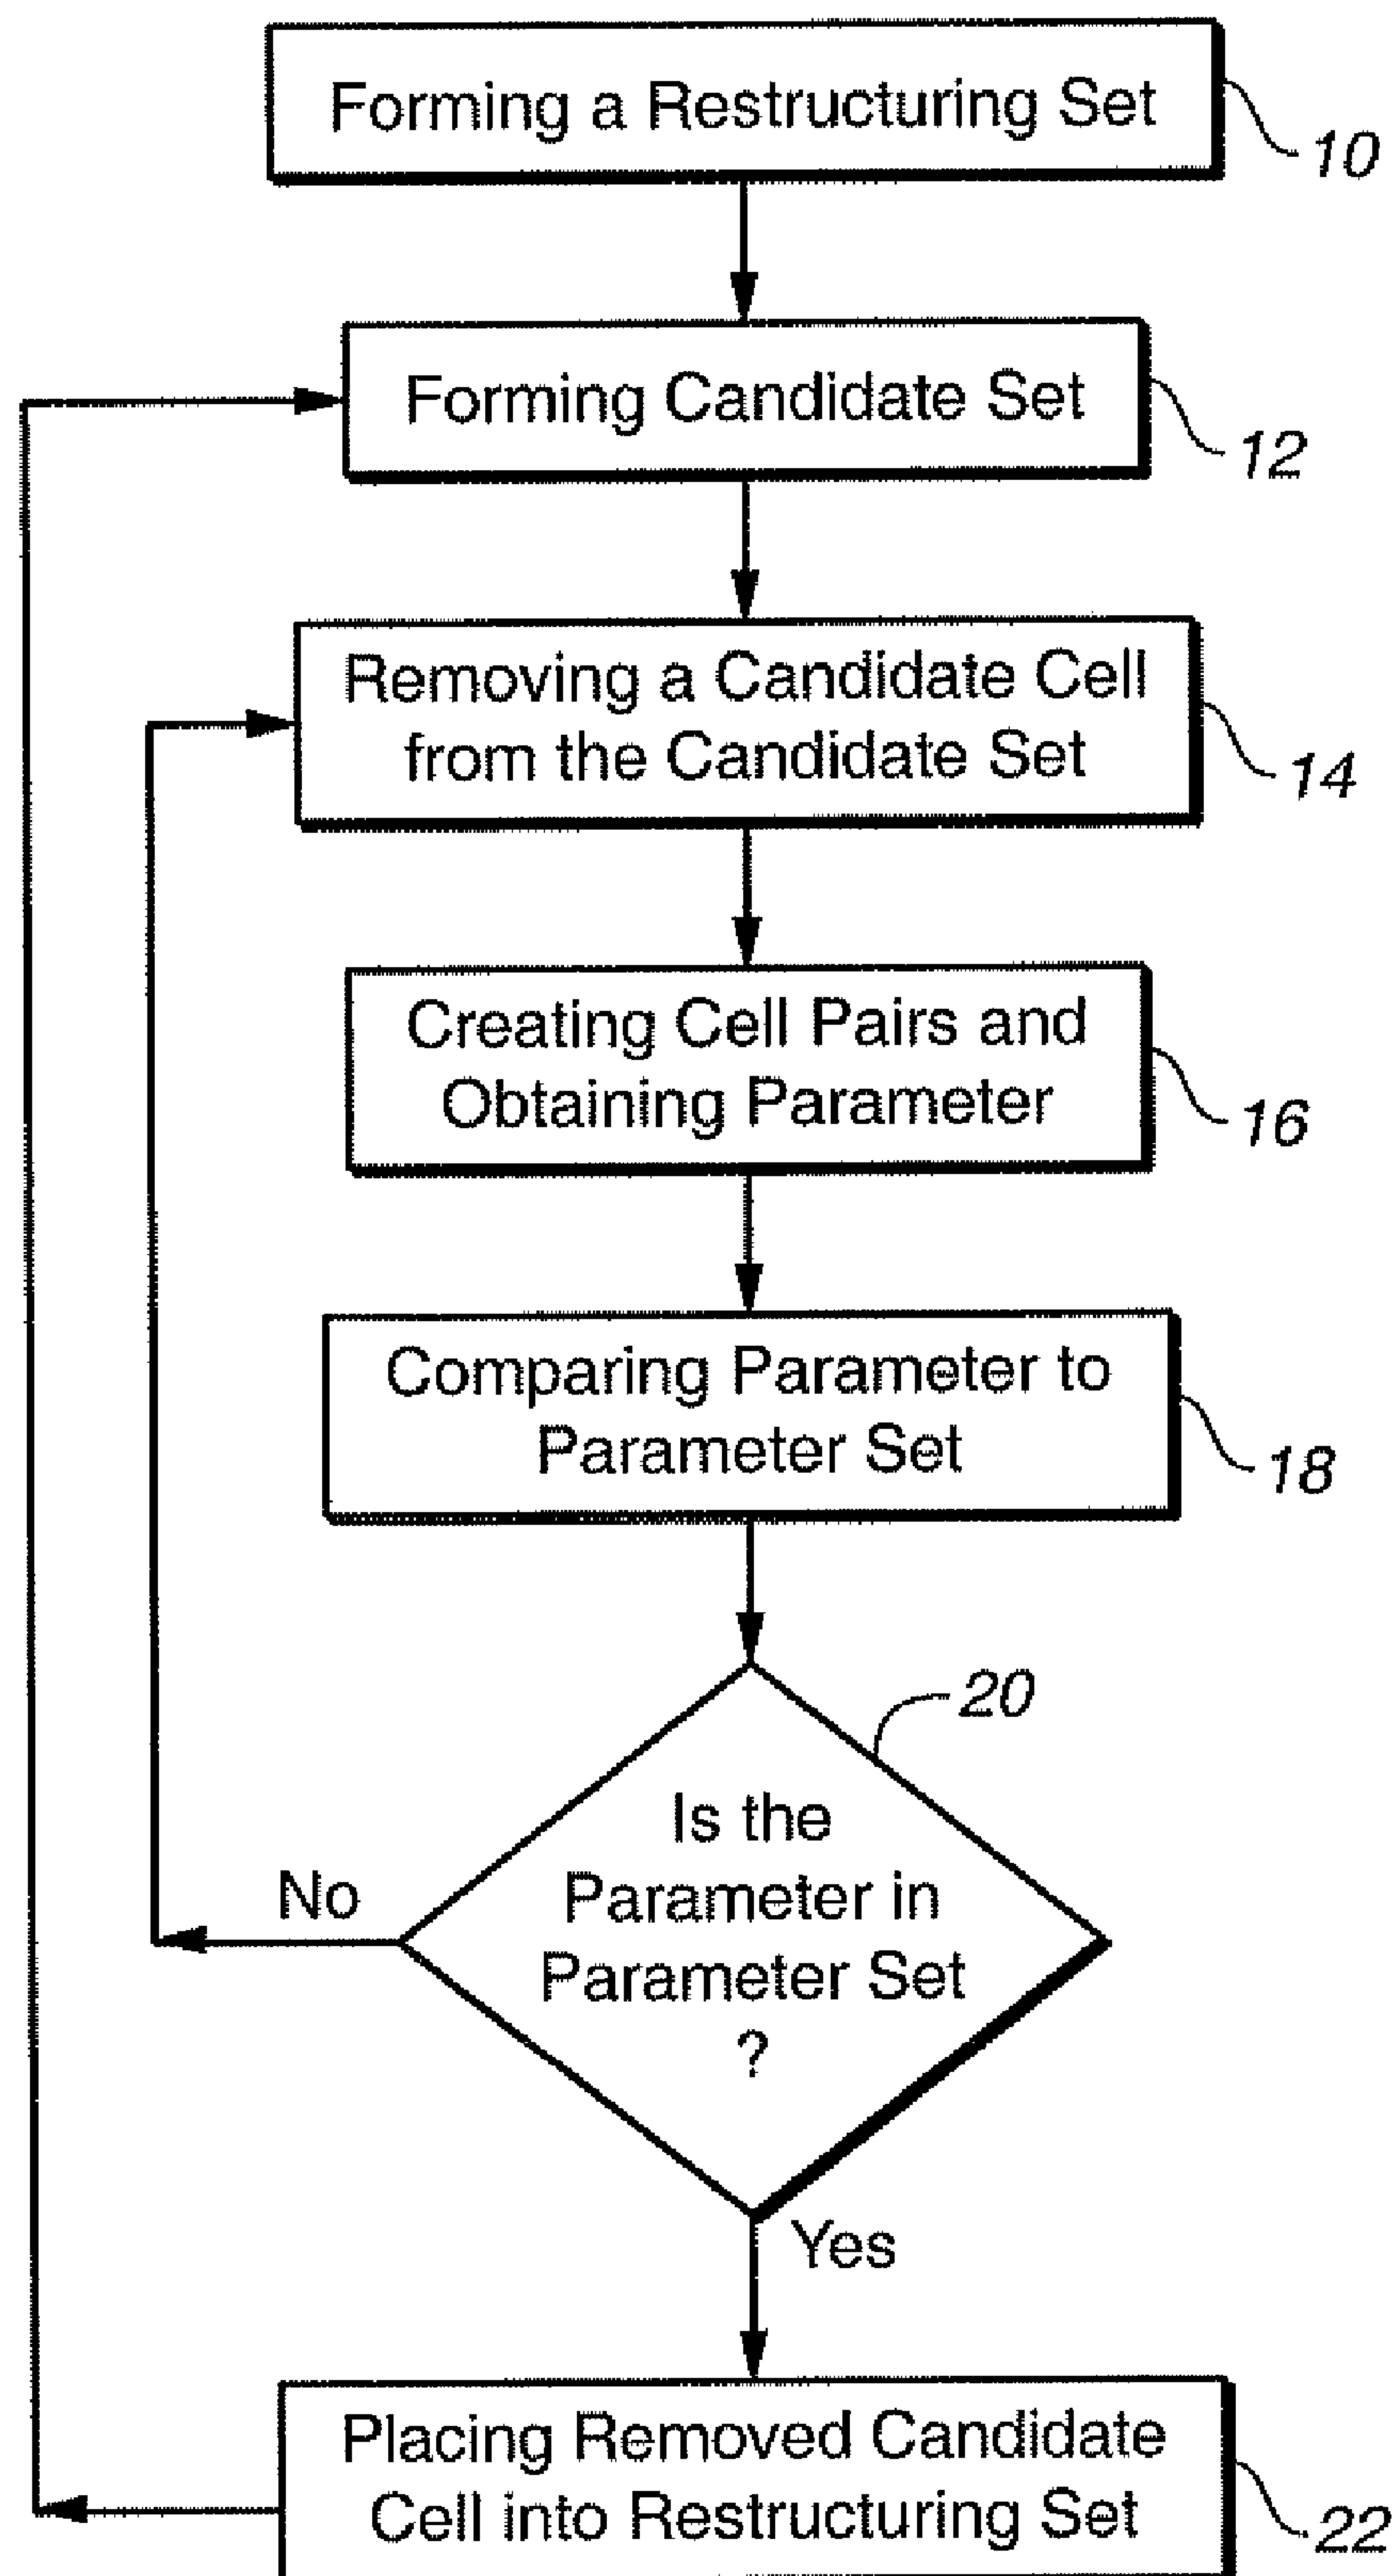 Forming a Restructuring Set
10
Forming Candidate Set
12
Removing a Candidate Cell
from the Candidate Set
14
Creating Cell Pairs and
Obtaining Parameter
16
Comparing Parameter to
Parameter Set
18
20
Is the
Parameter in
Parameter Set
?
No
Yes
Placing Removed Candidate
Cell into Restructuring Set
22